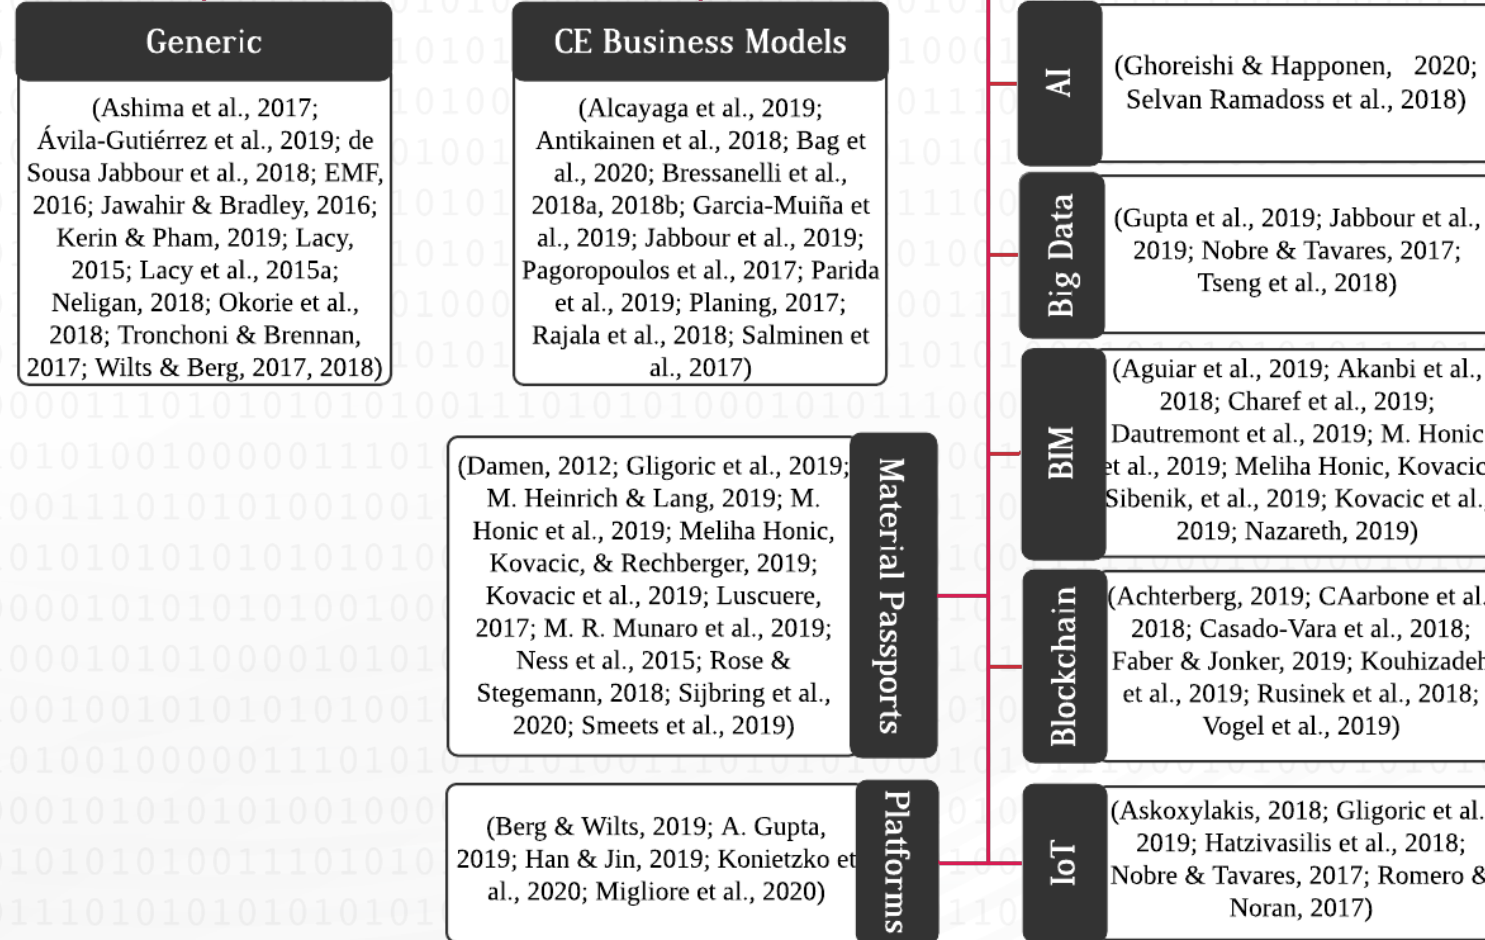 Generic
(Ashima et al., 2017;
Ávila-Gutiérrez et al., 2019; de
Sousa Jabbour et al., 2018; EMF,
2016; Jawahir & Bradley, 2016;
Kerin & Pham, 2019; Lacy,
2015; Lacy et al., 2015a;
Neligan, 2018; Okorie et al.,
2018; Tronchoni & Brennan,
2017; Wilts & Berg, 2017, 2018)
CE Business Models
(Alcayaga et al., 2019;
Antikainen et al., 2018; Bag et
al., 2020; Bressanelli et al.,
2018a, 2018b; Garcia-Muiña et
al., 2019; Jabbour et al., 2019;
Pagoropoulos et al., 2017; Parida
et al., 2019; Planing, 2017;
Rajala et al., 2018; Salminen et
al., 2017)
Material Passports
(Damen, 2012; Gligoric et al., 2019;
M. Heinrich & Lang, 2019; M.
Honic et al., 2019; Meliha Honic,
Kovacic, & Rechberger, 2019;
Kovacic et al., 2019; Luscuere,
2017; M. R. Munaro et al., 2019;
Ness et al., 2015; Rose &
Stegemann, 2018; Sijbring et al.,
2020; Smeets et al., 2019)
Platforms
(Berg & Wilts, 2019; A. Gupta,
2019; Han & Jin, 2019; Konietzko et
al., 2020; Migliore et al., 2020)
AI
(Ghoreishi & Happonen, 2020;
Selvan Ramadoss et al., 2018)
Big Data
(Gupta et al., 2019; Jabbour et al.,
2019; Nobre & Tavares, 2017;
Tseng et al., 2018)
BIM
(Aguiar et al., 2019; Akanbi et al.,
2018; Charef et al., 2019;
Dautremont et al., 2019; M. Honic
et al., 2019; Meliha Honic, Kovacic
Sibenik, et al., 2019; Kovacic et al.,
2019; Nazareth, 2019)
Blockchain
(Achterberg, 2019; CAarbone et al.
2018; Casado-Vara et al., 2018;
Faber & Jonker, 2019; Kouhizadeh
et al., 2019; Rusinek et al., 2018;
Vogel et al., 2019)
IoT
(Askoxylakis, 2018; Gligoric et al.
2019; Hatzivasilis et al., 2018;
Nobre & Tavares, 2017; Romero &
Noran, 2017)